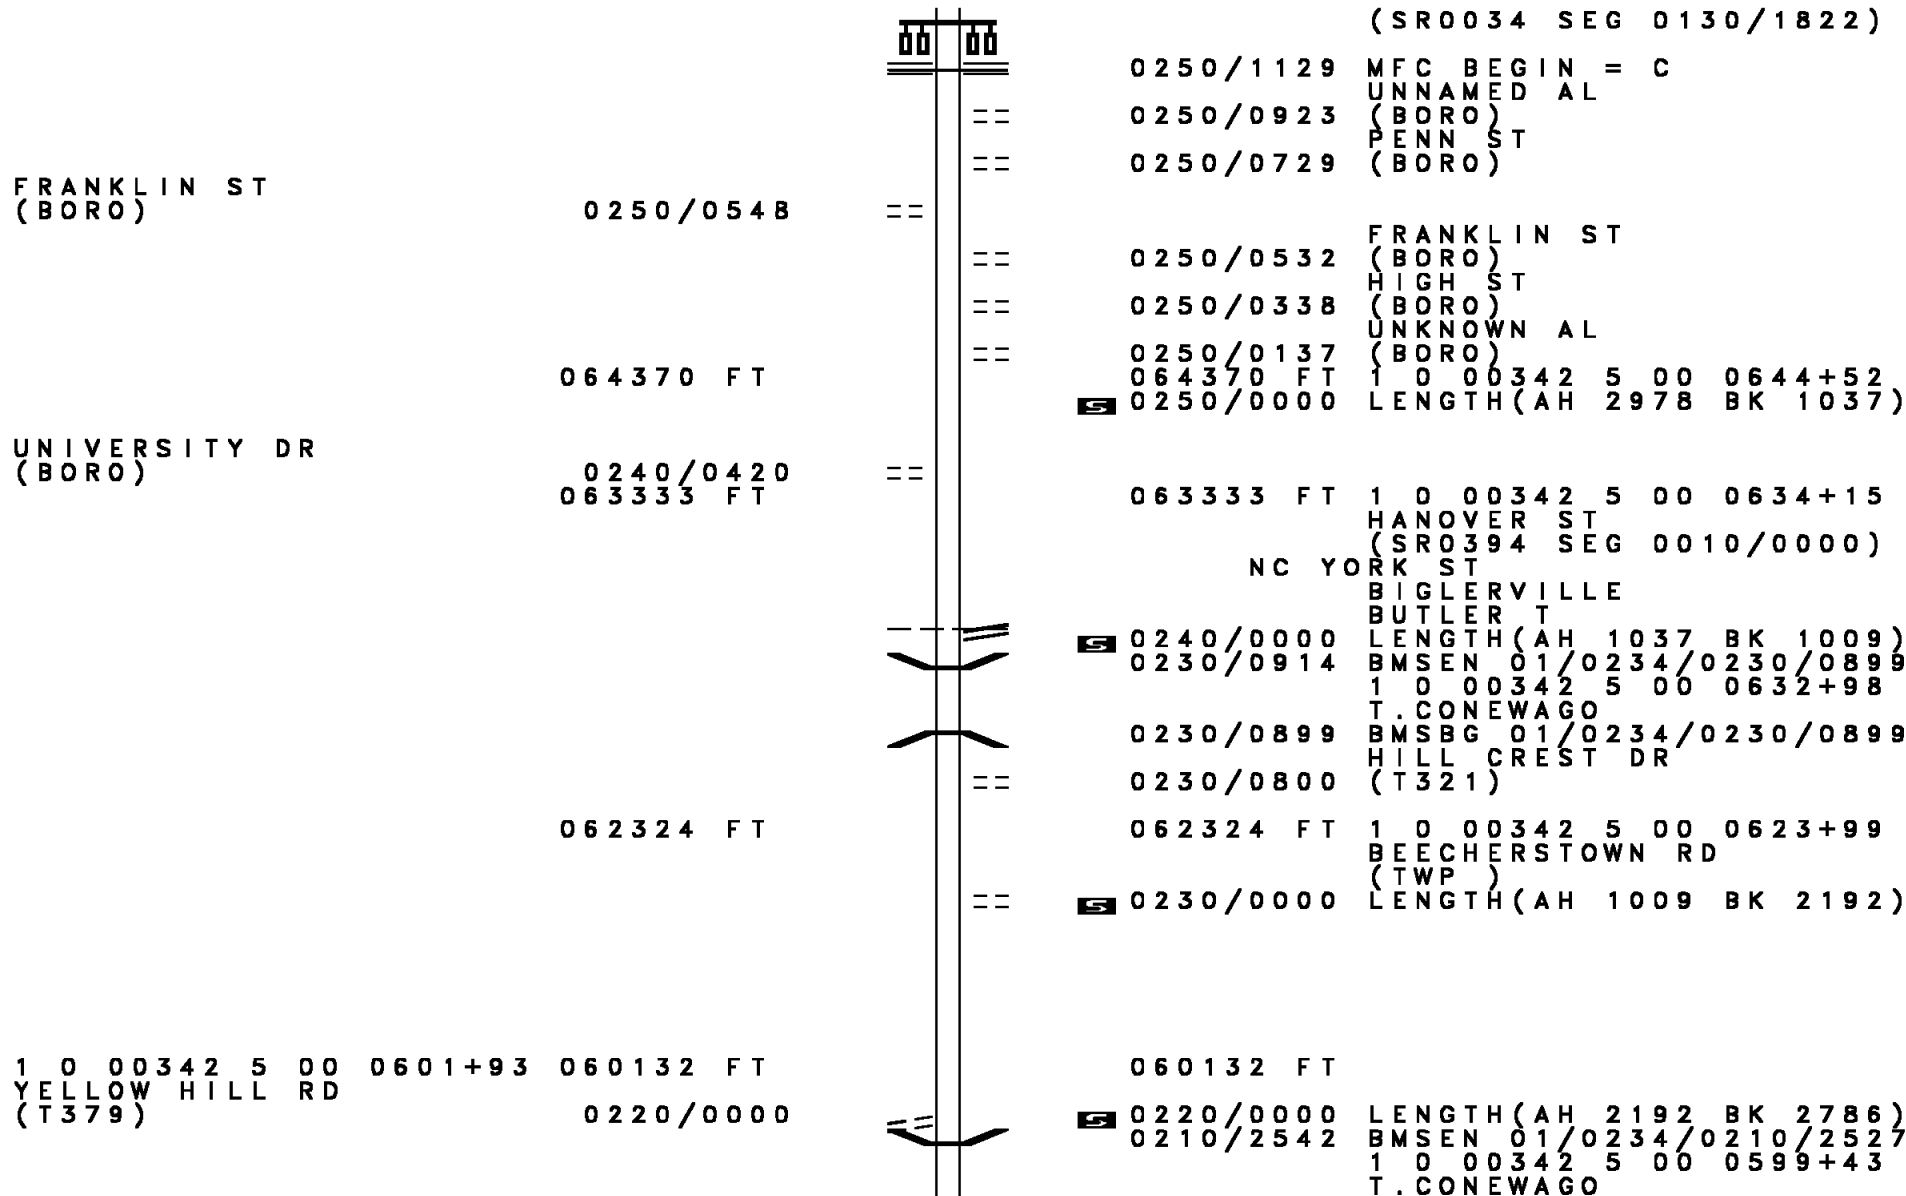 (SR0034 SEG 0130/1822)
0250/1129 MFC BEGIN = C
UNNAMED AL
0250/0923 (BORO)
PENN ST
0250/0729 (BORO)
FRANKLIN ST
(BORO) 0250/0548
FRANKLIN ST
0250/0532 (BORO)
HIGH ST
0250/0338 (BORO)
UNKNOWN AL
0250/0137 (BORO)
064370 FT 064370 FT 1 0 00342 5 00 0644+52
S 0250/0000 LENGTH(AH 2978 BK 1037)
UNIVERSITY DR
(BORO) 0240/0420
063333 FT 063333 FT 1 0 00342 5 00 0634+15
HANOVER ST
(SR0394 SEG 0010/0000)
NC YORK ST
BIGLERVILLE
BUTLER T
S 0240/0000 LENGTH(AH 1037 BK 1009)
0230/0914 BMSEN 01/0234/0230/0899
1 0 00342 5 00 0632+98
T.CONEWAGO
0230/0899 BMSBG 01/0234/0230/0899
HILL CREST DR
0230/0800 (T321)
062324 FT 062324 FT 1 0 00342 5 00 0623+99
BEECHERSTOWN RD
(TWP )
S 0230/0000 LENGTH(AH 1009 BK 2192)
1 0 00342 5 00 0601+93 060132 FT 060132 FT
YELLOW HILL RD
(T379) 0220/0000 S 0220/0000 LENGTH(AH 2192 BK 2786)
0210/2542 BMSEN 01/0234/0210/2527
1 0 00342 5 00 0599+43
T.CONEWAGO